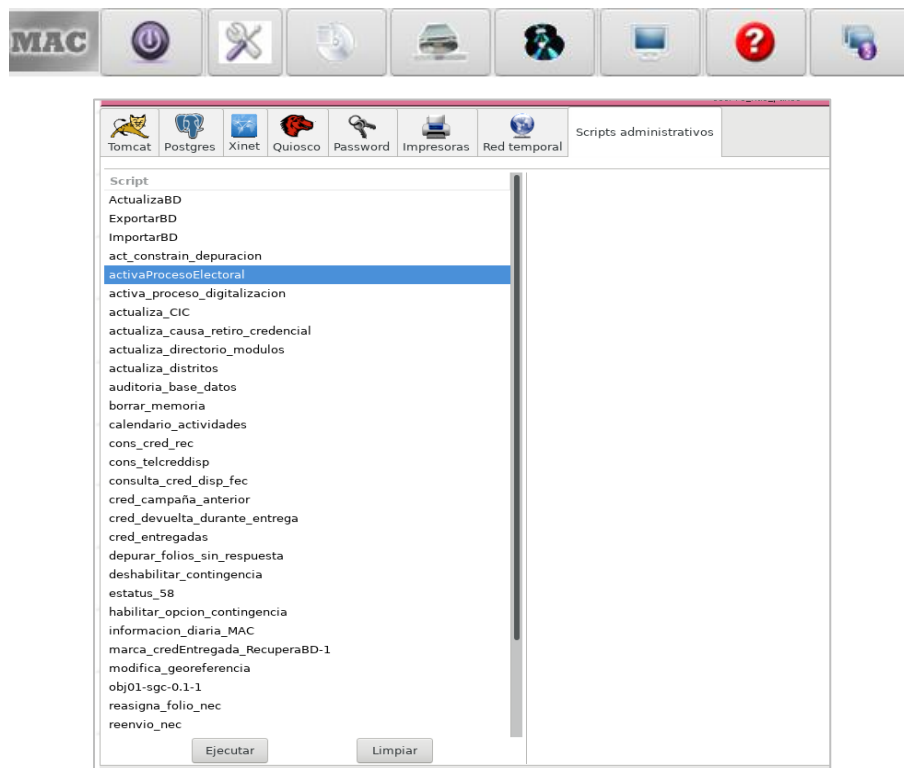 MAC
Tomcat Postgres Xinet Quiosco Password Impresoras Red temporal Scripts administrativos
Script
ActualizaBD
ExportarBD
ImportarBD
act_constrain_depuracion
activaProcesoElectoral
activa_proceso_digitalizacion
actualiza_CIC
actualiza_causa_retiro_credencial
actualiza_directorio_modulos
actualiza_distritos
auditoria_base_datos
borrar_memoria
calendario_actividades
cons_cred_rec
cons_telcreddisp
consulta_cred_disp_fec
cred_campaña_anterior
cred_devuelta_durante_entrega
cred_entregadas
depurar_folios_sin_respuesta
deshabilitar_contingencia
estatus_58
habilitar_opcion_contingencia
informacion_diaria_MAC
marca_credEntregada_RecuperaBD-1
modifica_georeferencia
obj01-sgc-0.1-1
reasigna_folio_nec
reenvio_nec
Ejecutar Limpiar